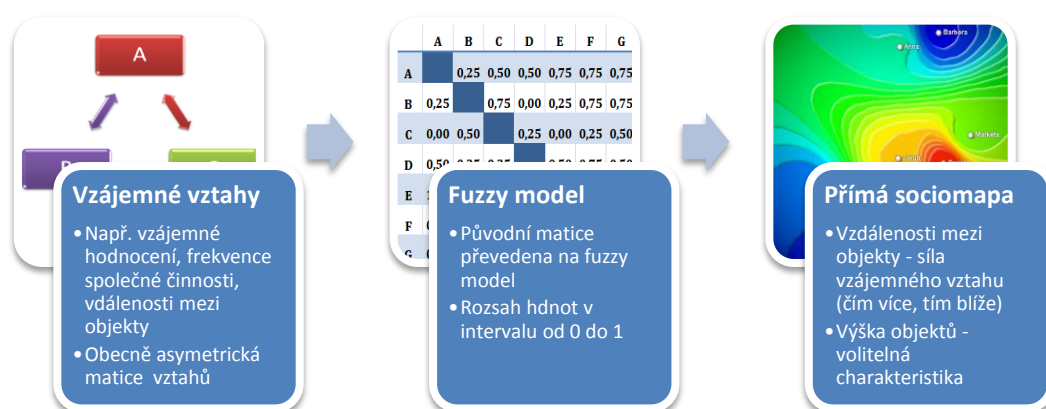 A
Vzájemné vztahy
• Např. vzájemné
hodnocení, frekvence
společné činnosti,
vdálenosti mezi
objekty
• Obecně asymetrická
matice vztahů
A B C D E F G
A 0,25 0,50 0,50 0,75 0,75 0,75
B 0,25 0,75 0,00 0,25 0,75 0,75
C 0,00 0,50 0,25 0,00 0,25 0,50
D
E
F
G
Fuzzy model
• Původní matice
převedena na fuzzy
model
• Rozsah hdnot v
intervalu od 0 do 1
Barbora
Anna
Marketa
Přímá sociomapa
• Vzdálenosti mezi
objekty - síla
vzájemného vztahu
(čím více, tím blíže)
• Výška objektů -
volitelná
charakteristika